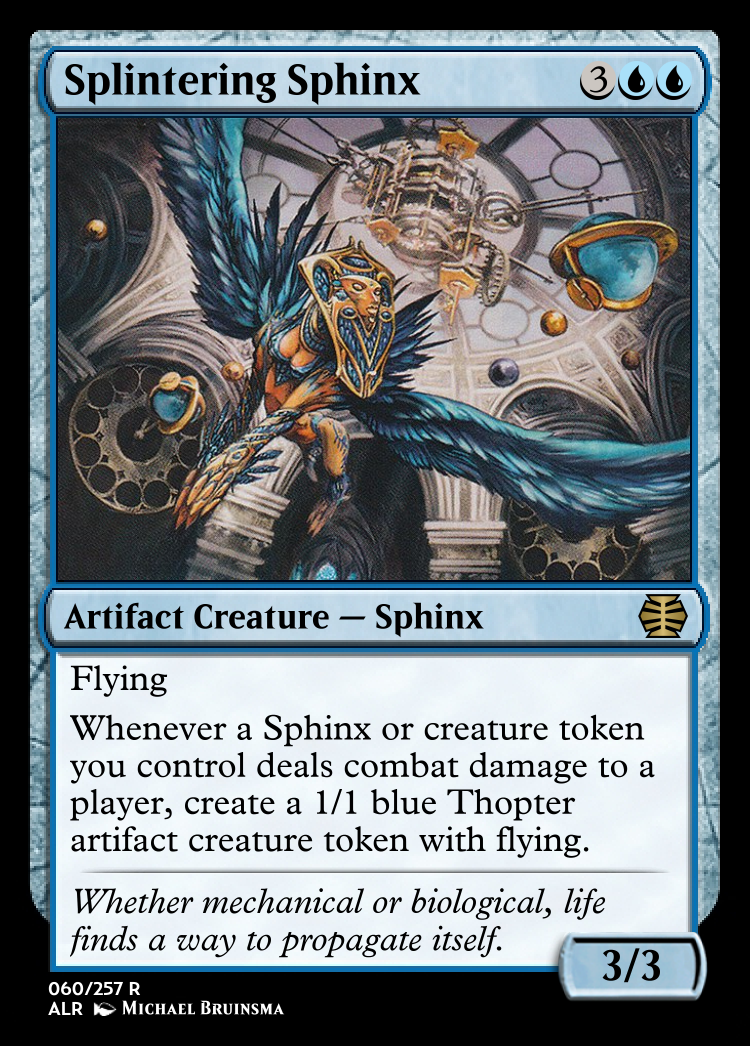 Splintering Sphinx 3
Artifact Creature — Sphinx
Flying
Whenever a Sphinx or creature token
you control deals combat damage to a
player, create a 1/1 blue Thopter
artifact creature token with flying.
Whether mechanical or biological, life
finds a way to propagate itself.
3/3
060/257 R
ALR Michael Bruinsma